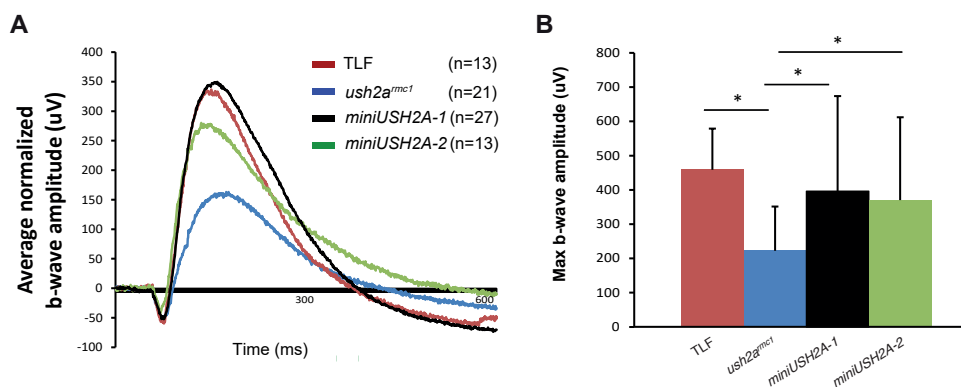 A
Average normalized
b-wave amplitude (uV)
400
350
300
250
200
150
100
50
0
-50
-100
300
600
Time (ms)
TLF (n=13)
ush2a^rmc1 (n=21)
miniUSH2A-1 (n=27)
miniUSH2A-2 (n=13)
B
Max b-wave amplitude (uV)
800
700
600
500
400
300
200
100
0
*
*
*
TLF
ush2a^rmc1
miniUSH2A-1
miniUSH2A-2